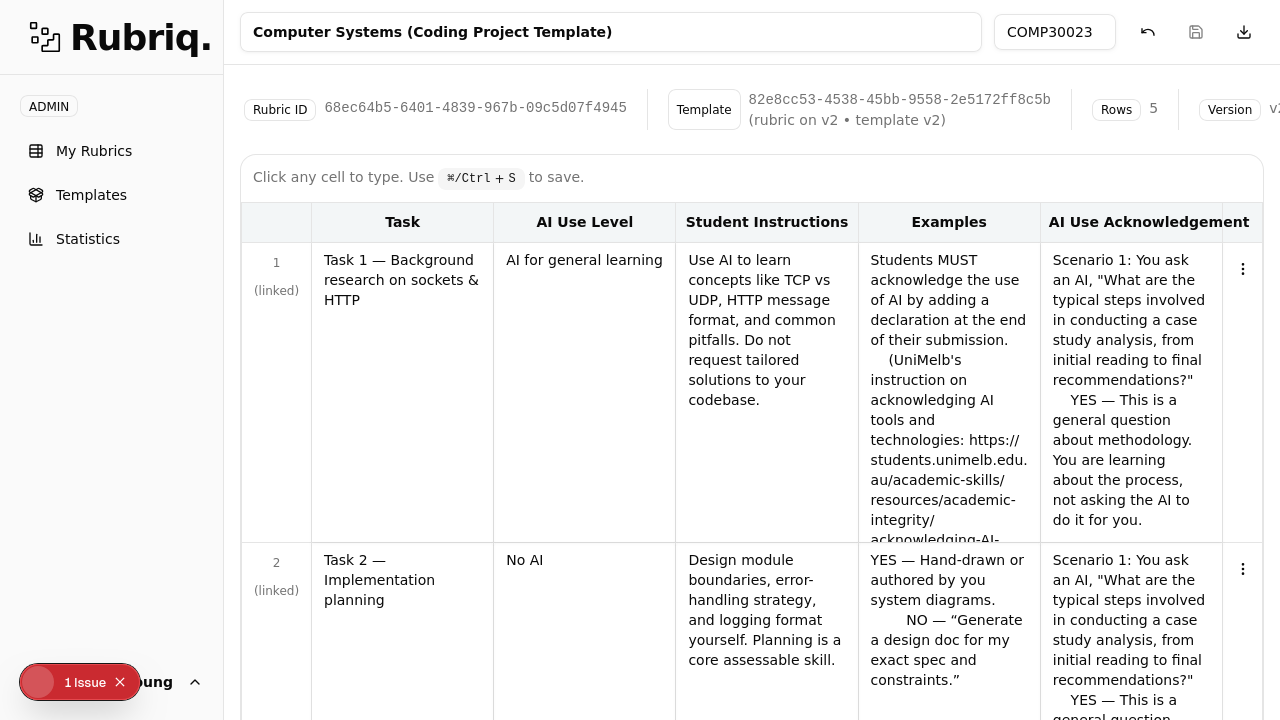 Rubriq.
ADMIN
My Rubrics
Templates
Statistics
1 Issue
oung
Computer Systems (Coding Project Template)
COMP30023
Rubric ID
68ec64b5-6401-4839-967b-09c5d07f4945
Template
82e8cc53-4538-45bb-9558-2e5172ff8c5b
(rubric on v2 • template v2)
Rows
5
Version
v2
Click any cell to type. Use ⌘/Ctrl + S to save.
Task
AI Use Level
Student Instructions
Examples
AI Use Acknowledgement
1
(linked)
Task 1 — Background
research on sockets &
HTTP
AI for general learning
Use AI to learn
concepts like TCP vs
UDP, HTTP message
format, and common
pitfalls. Do not
request tailored
solutions to your
codebase.
Students MUST
acknowledge the use
of AI by adding a
declaration at the end
of their submission.
(UniMelb's
instruction on
acknowledging AI
tools and
technologies: https://
students.unimelb.edu.
au/academic-skills/
resources/academic-
integrity/
acknowledging-AI-
Scenario 1: You ask
an AI, "What are the
typical steps involved
in conducting a case
study analysis, from
initial reading to final
recommendations?"
YES — This is a
general question
about methodology.
You are learning
about the process,
not asking the AI to
do it for you.
2
(linked)
Task 2 —
Implementation
planning
No AI
Design module
boundaries, error-
handling strategy,
and logging format
yourself. Planning is a
core assessable skill.
YES — Hand-drawn or
authored by you
system diagrams.
NO — “Generate
a design doc for my
exact spec and
constraints.”
Scenario 1: You ask
an AI, "What are the
typical steps involved
in conducting a case
study analysis, from
initial reading to final
recommendations?"
YES — This is a
general question